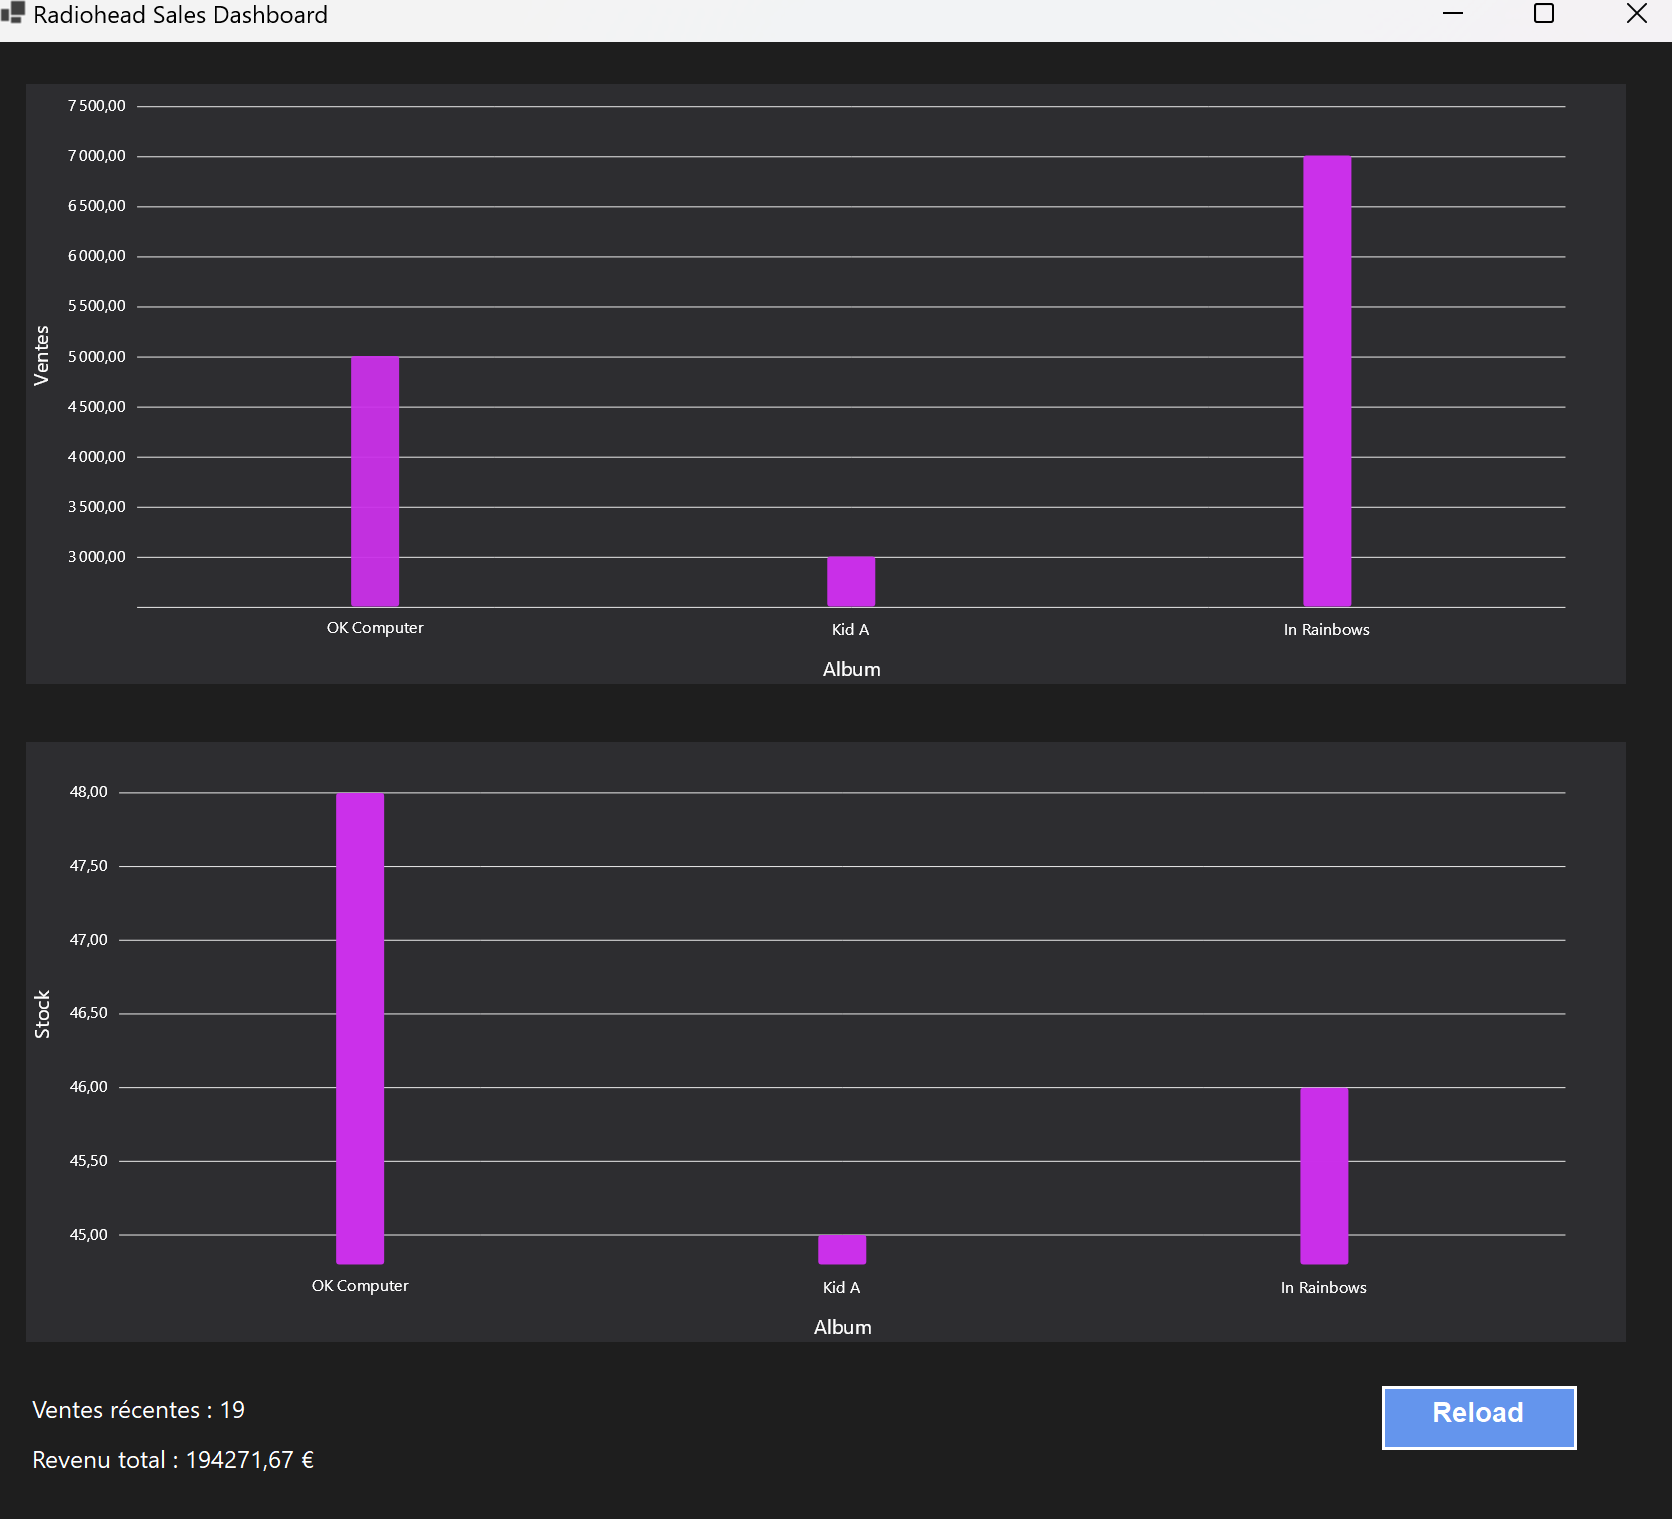 Radiohead Sales Dashboard
7 500,00
7 000,00
6 500,00
6 000,00
5 500,00
5 000,00
4 500,00
4 000,00
3 500,00
3 000,00
Ventes
OK Computer
Kid A
In Rainbows
Album
48,00
47,50
47,00
46,50
46,00
45,50
45,00
Stock
OK Computer
Kid A
In Rainbows
Album
Ventes récentes : 19
Revenu total : 194271,67 €
Reload